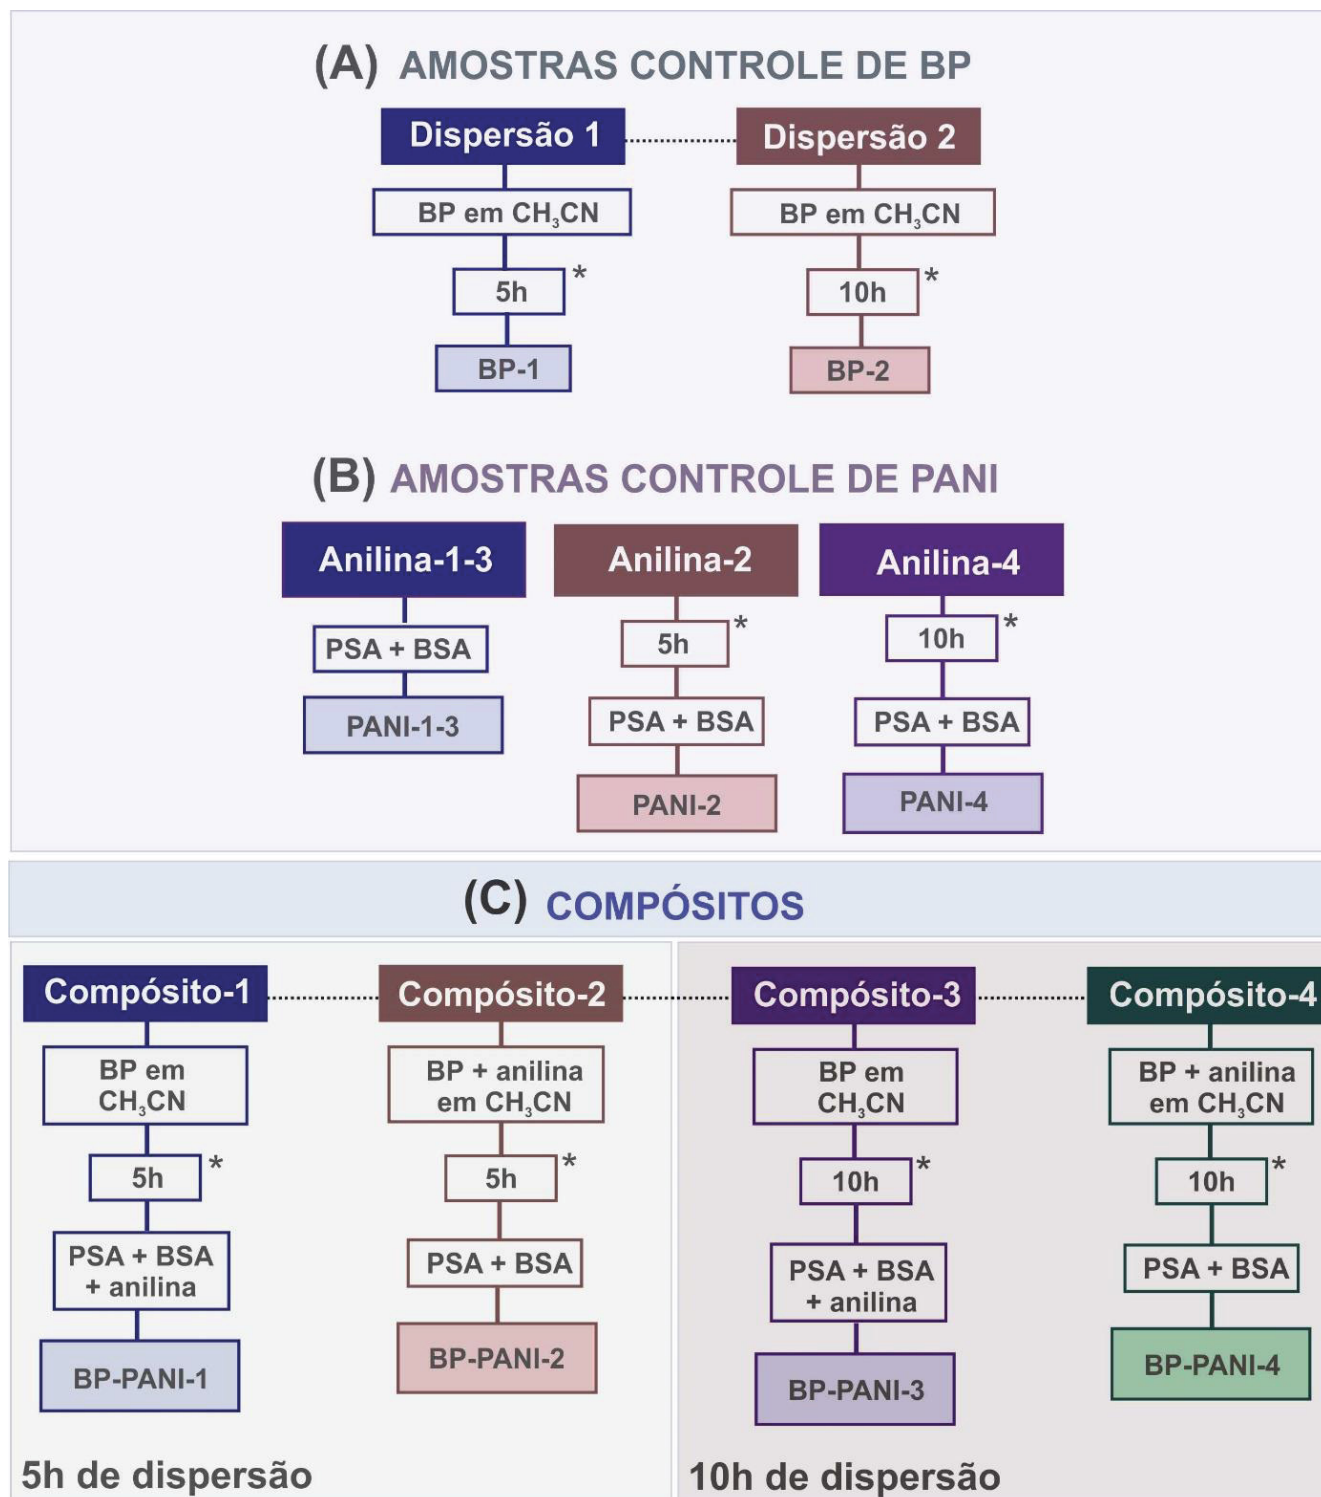 (A) AMOSTRAS CONTROLE DE BP
Dispersão 1
Dispersão 2
BP em CH₃CN
BP em CH₃CN
5h *
10h *
BP-1
BP-2
(B) AMOSTRAS CONTROLE DE PANI
Anilina-1-3
Anilina-2
Anilina-4
PSA + BSA
5h *
10h *
PANI-1-3
PSA + BSA
PSA + BSA
PANI-2
PANI-4
(C) COMPÓSITOS
Compósito-1
BP em
CH₃CN
5h *
PSA + BSA
+ anilina
BP-PANI-1
Compósito-2
BP + anilina
em CH₃CN
5h *
PSA + BSA
BP-PANI-2
5h de dispersão
Compósito-3
BP em
CH₃CN
10h *
PSA + BSA
+ anilina
BP-PANI-3
Compósito-4
BP + anilina
em CH₃CN
10h *
PSA + BSA
BP-PANI-4
10h de dispersão